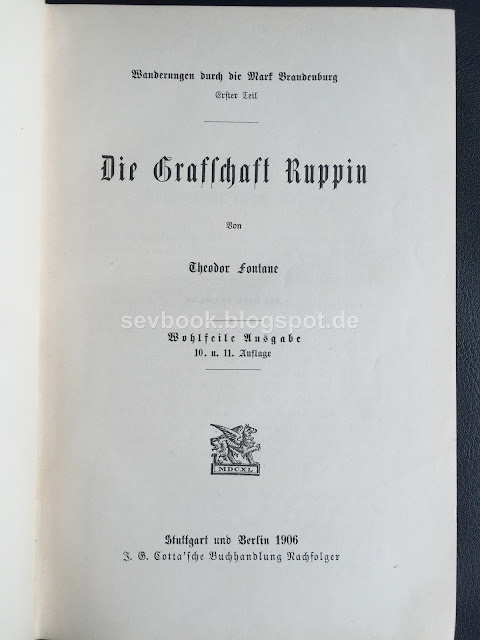 Wanderungen durch die Mark Brandenburg
Erster Teil
Die Grafschaft Ruppin
Von
Theodor Fontane
sevbook.blogspot.de
Wohlfeile Ausgabe
10. u. 11. Auflage
MDCXL
Stuttgart und Berlin 1906
J. G. Cotta'sche Buchhandlung Nachfolger